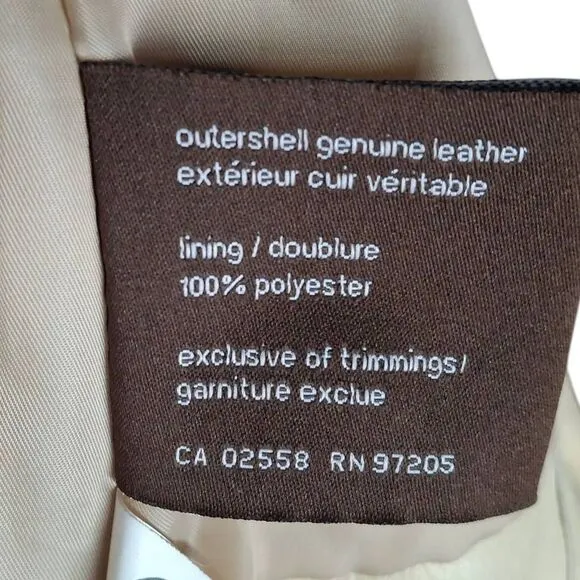 outershell genuine leather
extérieur cuir véritable
lining / doublure
100% polyester
exclusive of trimmings/
garniture exclue
CA 02558 RN 97205